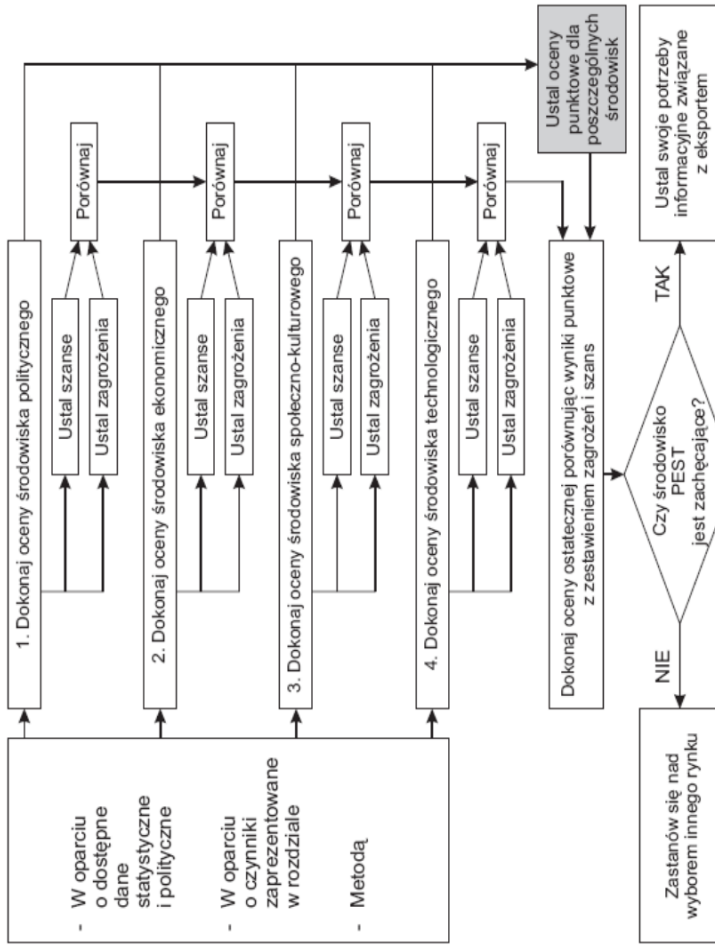 - W oparciu
o dostępne
dane
statystyczne
i polityczne
- W oparciu
o czynniki
zaprezentowane
w rozdziale
- Metodą
1. Dokonaj oceny środowiska politycznego
Ustal szanse
Ustal zagrożenia
Porównaj
2. Dokonaj oceny środowiska ekonomicznego
Ustal szanse
Ustal zagrożenia
Porównaj
3. Dokonaj oceny środowiska społeczno-kulturowego
Ustal szanse
Ustal zagrożenia
Porównaj
4. Dokonaj oceny środowiska technologicznego
Ustal szanse
Ustal zagrożenia
Porównaj
Ustal oceny
punktowe dla
poszczególnych
środowisk
Dokonaj oceny ostatecznej porównując wyniki punktowe
z zestawieniem zagrożeń i szans
Czy środowisko
PEST
jest zachęcające?
NIE
TAK
Zastanów się nad
wyborem innego rynku
Ustal swoje potrzeby
informacyjne związane
z eksportem